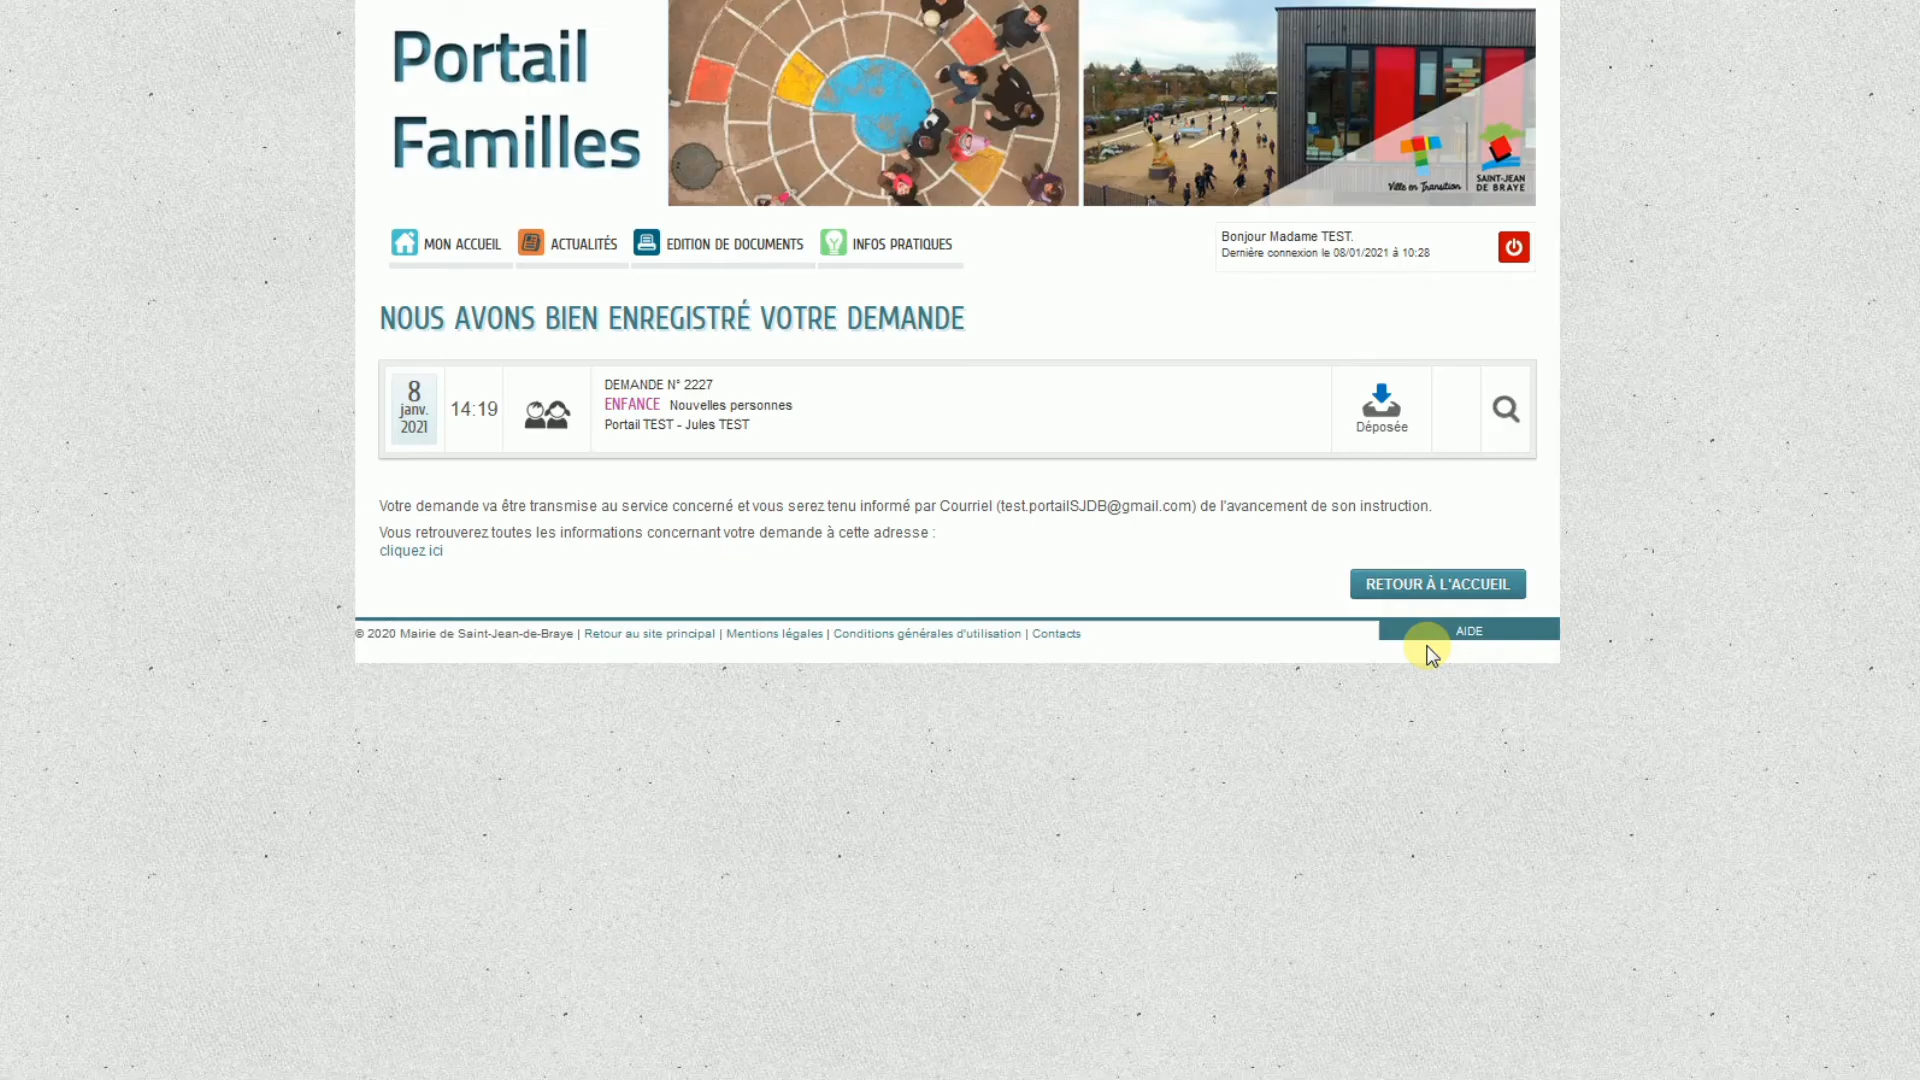 Portail
Familles
Ville en Transition
SAINT-JEAN
DE BRAYE
MON ACCUEIL
ACTUALITÉS
EDITION DE DOCUMENTS
INFOS PRATIQUES
Bonjour Madame TEST.
Dernière connexion le 08/01/2021 à 10:28
NOUS AVONS BIEN ENREGISTRÉ VOTRE DEMANDE
8
janv.
2021
14:19
DEMANDE N° 2227
ENFANCE Nouvelles personnes
Portail TEST - Jules TEST
Déposée
Votre demande va être transmise au service concerné et vous serez tenu informé par Courriel (test.portailSJDB@gmail.com) de l'avancement de son instruction.
Vous retrouverez toutes les informations concernant votre demande à cette adresse :
cliquez ici
RETOUR À L'ACCUEIL
© 2020 Mairie de Saint-Jean-de-Braye | Retour au site principal | Mentions légales | Conditions générales d'utilisation | Contacts
AIDE